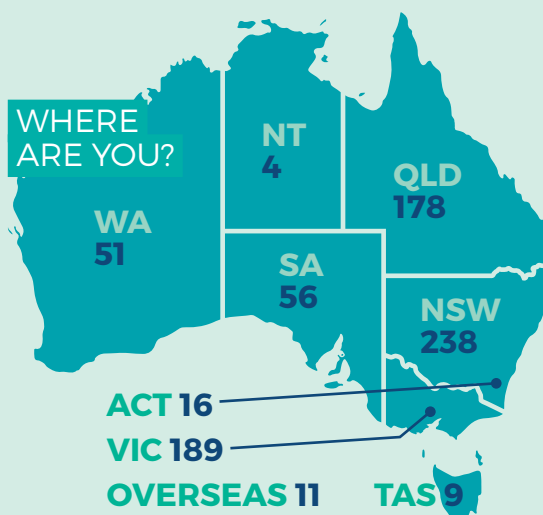 WHERE
ARE YOU?
NT
4
QLD
178
WA
51
SA
56
NSW
238
ACT 16
VIC 189
OVERSEAS 11
TAS 9